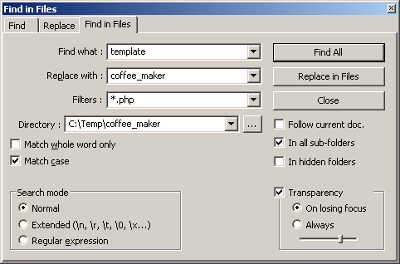 Find in Files
Find Replace Find in Files
Find what : template Find All
Replace with : coffee_maker Replace in Files
Filters : *.php Close
Directory : C:\Temp\coffee_maker ... Follow current doc.
Match whole word only In all sub-folders
Match case In hidden folders
Search mode Transparency
Normal On losing focus
Extended (\n, \r, \t, \0, \x...) Always
Regular expression